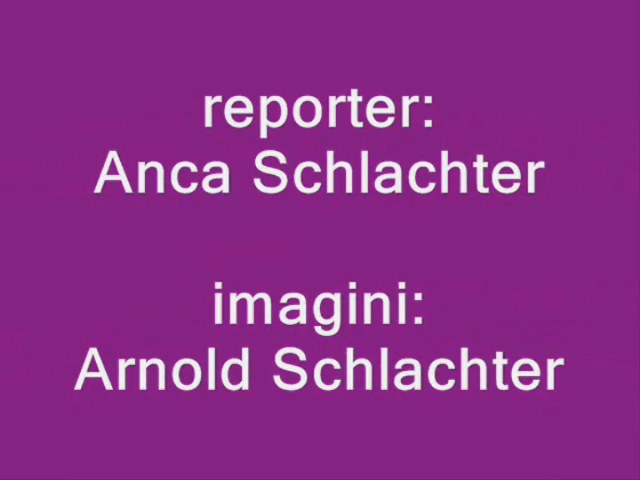 reporter:
Anca Schlachter
imagini:
Arnold Schlachter